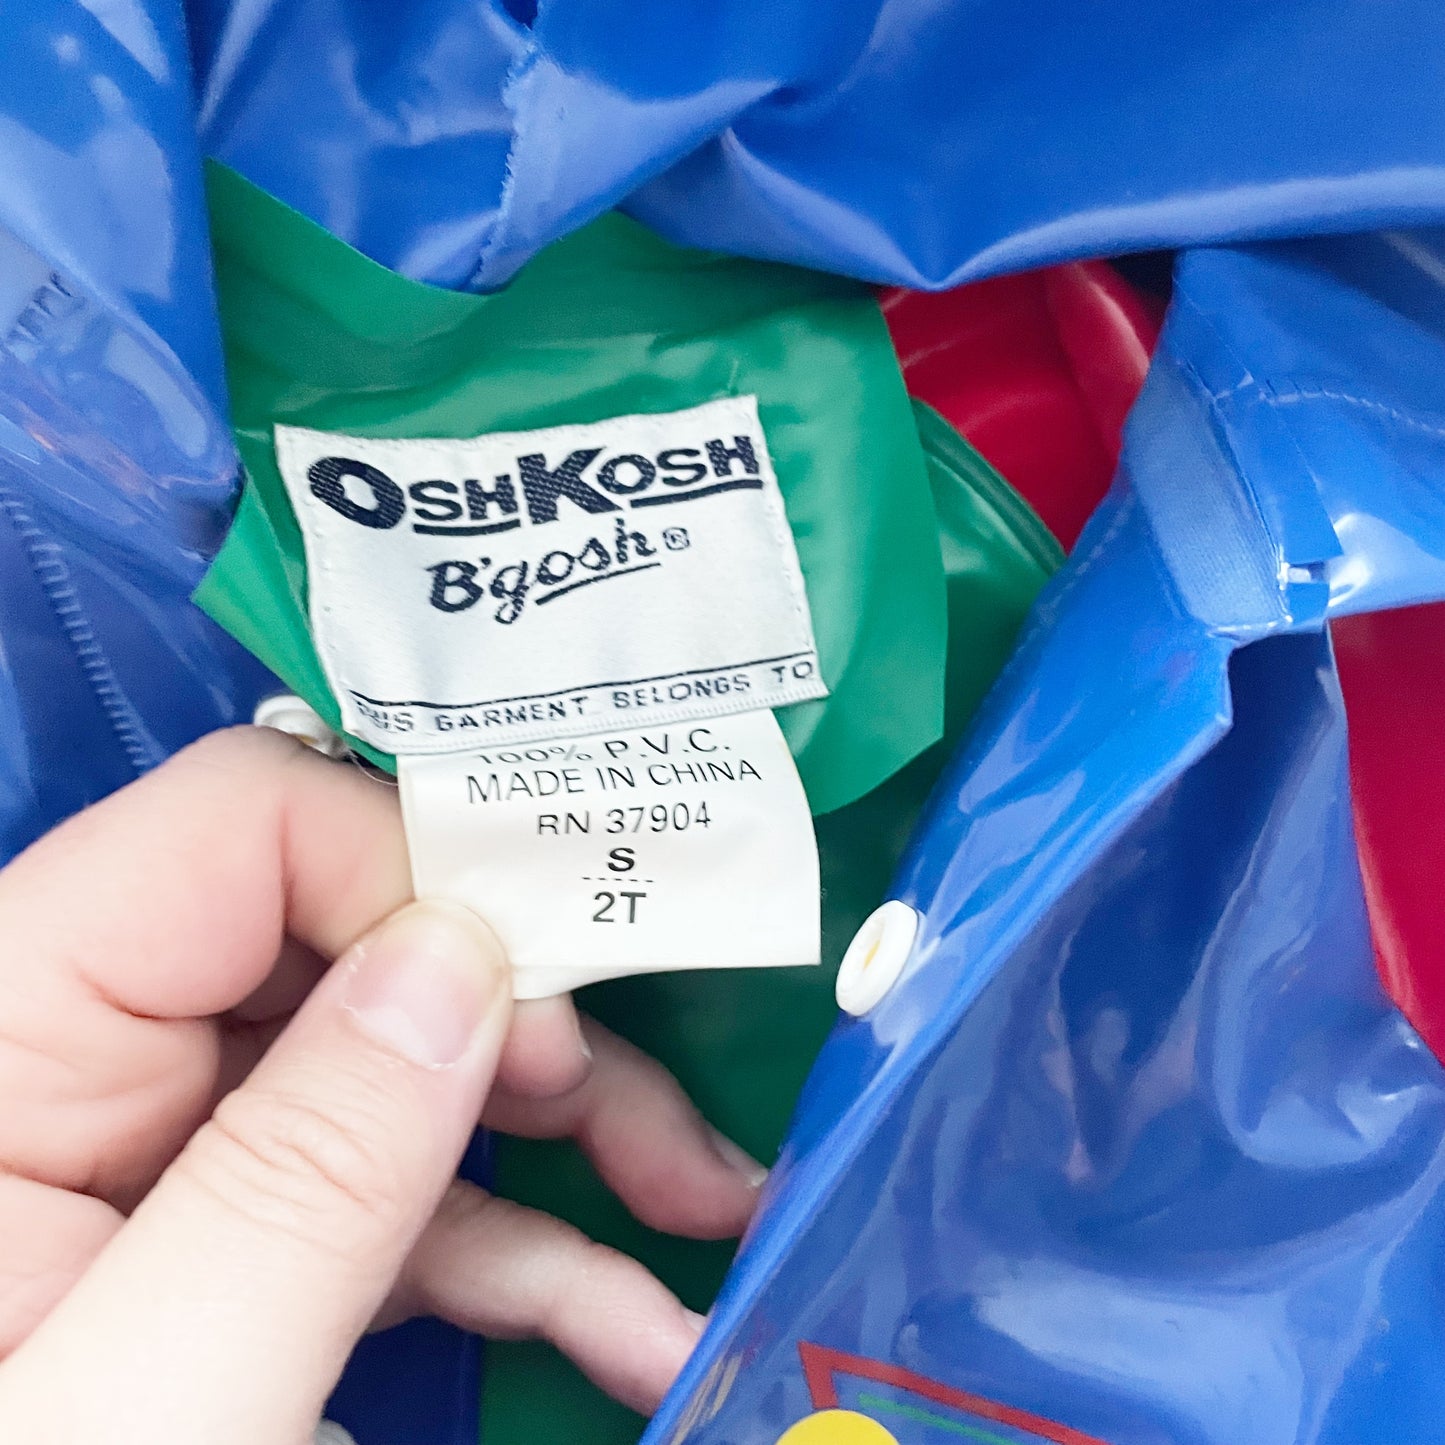 OSHKOSH
B'gosh®
THIS GARMENT BELONGS TO
100% P.V.C.
MADE IN CHINA
RN 37904
S
2T